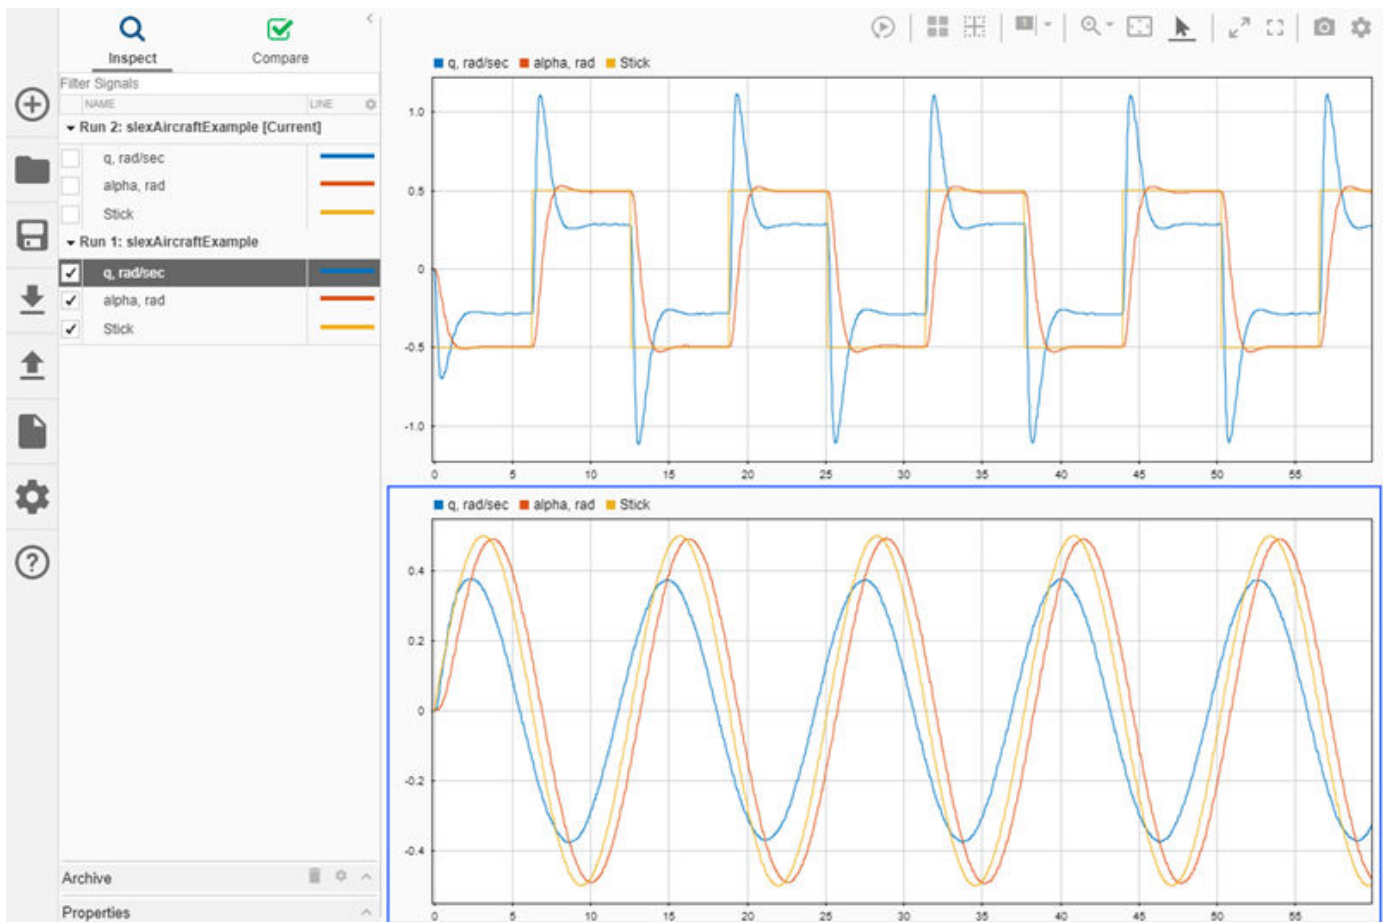 Inspect
Compare
Filter Signals
NAME
LINE
Run 2: slexAircraftExample [Current]
q, rad/sec
alpha, rad
Stick
Run 1: slexAircraftExample
q, rad/sec
alpha, rad
Stick
Archive
Properties
1
q, rad/sec alpha, rad Stick
1.0
0.5
0
-0.5
-1.0
0 5 10 15 20 25 30 35 40 45 50 55
q, rad/sec alpha, rad Stick
0.4
0.2
0
-0.2
-0.4
0 5 10 15 20 25 30 35 40 45 50 55